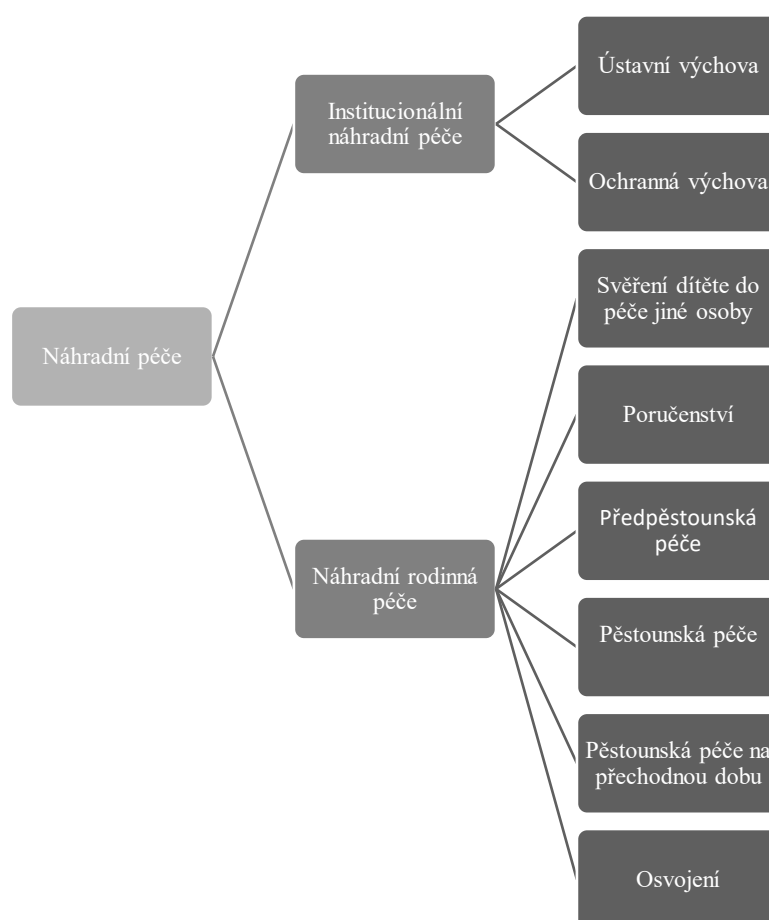 Náhradní péče
Institucionální
náhradní péče
Ústavní výchova
Ochranná výchova
Náhradní rodinná
péče
Svěření dítěte do
péče jiné osoby
Poručenství
Předpěstounská
péče
Pěstounská péče
Pěstounská péče na
přechodnou dobu
Osvojení